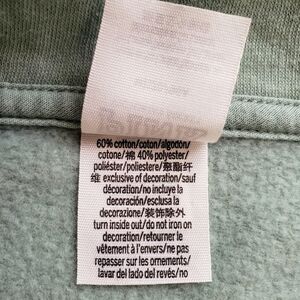 60% cotton/coton/algodón/
cotone/棉 40% polyester/
poliéster/poliestere/聚酯纤
维 exclusive of decoration/sauf
décoration/no incluye la
decoración/esclusa la
decorazione/装饰除外
turn inside out/do not iron on
decoration/retourner le
vêtement à l'envers/ne pas
repasser sur les ornements/
lavar del lado del revés/no